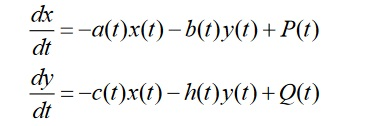 dx/dt = −a(t)x(t) − b(t)y(t) + P(t)
dy/dt = −c(t)x(t) − h(t)y(t) + Q(t)